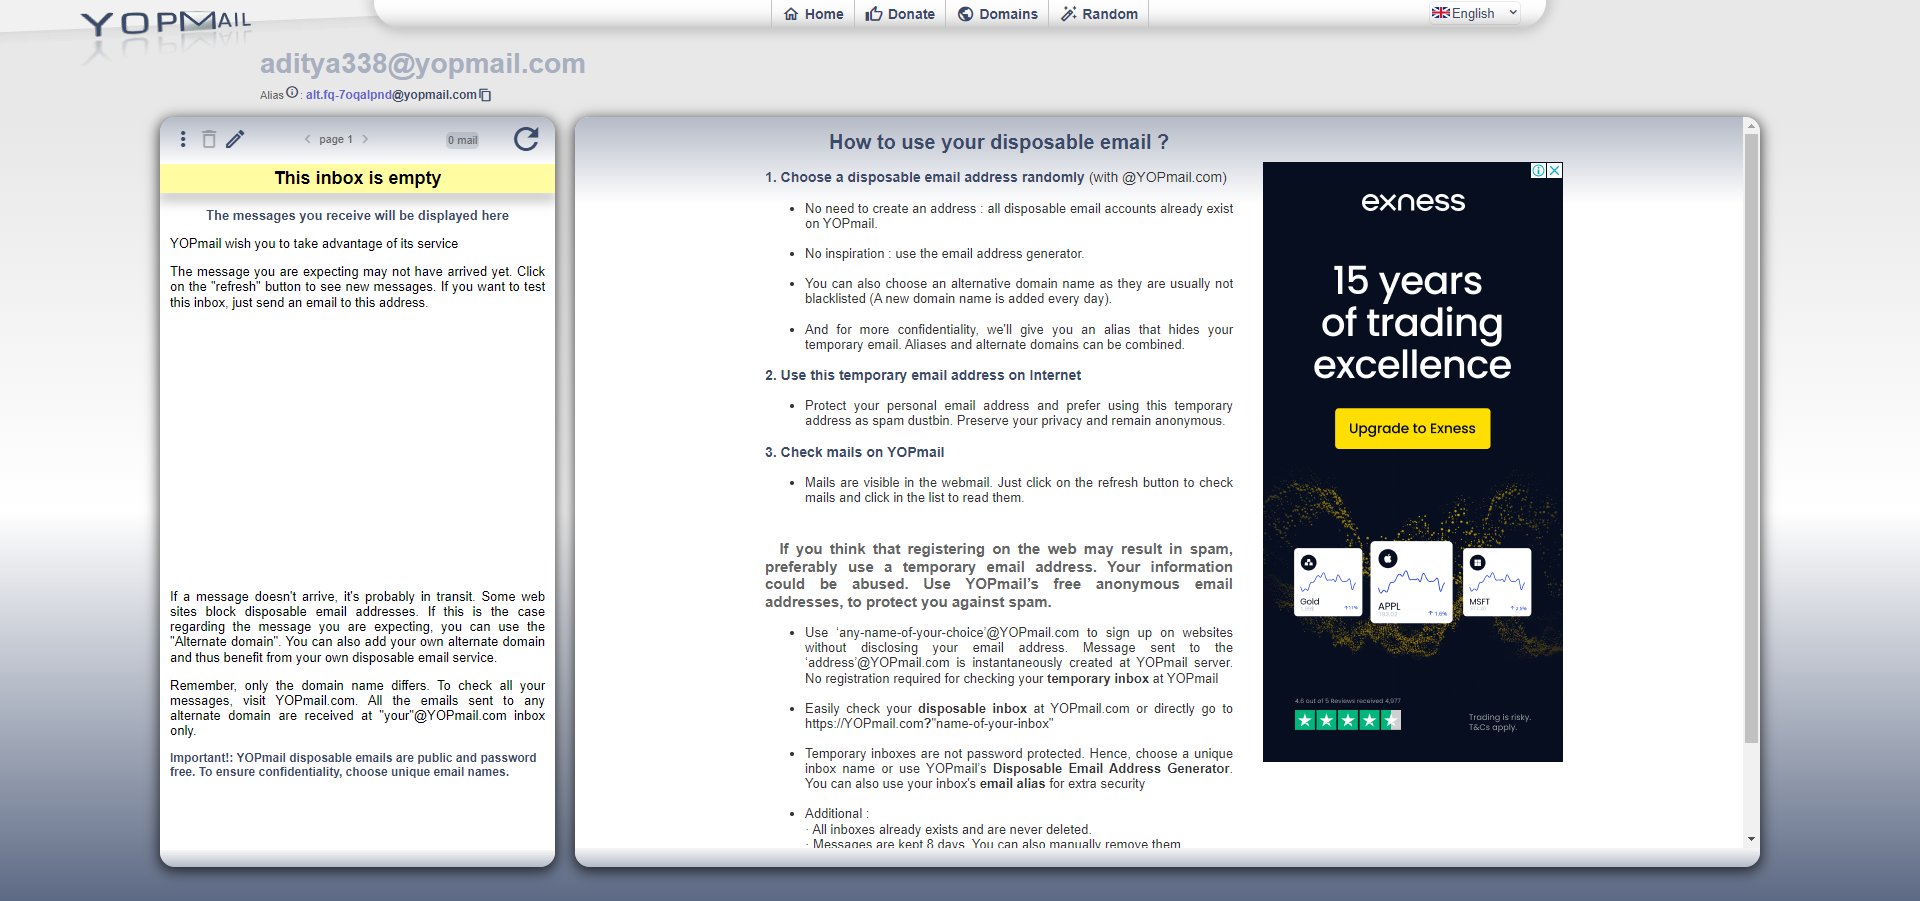 YOPMAIL
Home
Donate
Domains
Random
English
aditya338@yopmail.com
Alias : alt.fq-7oqalpnd@yopmail.com
page 1
0 mail
This inbox is empty
The messages you receive will be displayed here
YOPmail wish you to take advantage of its service
The message you are expecting may not have arrived yet. Click
on the "refresh" button to see new messages. If you want to test
this inbox, just send an email to this address.
If a message doesn't arrive, it's probably in transit. Some web
sites block disposable email addresses. If this is the case
regarding the message you are expecting, you can use the
"Alternate domain". You can also add your own alternate domain
and thus benefit from your own disposable email service.
Remember, only the domain name differs. To check all your
messages, visit YOPmail.com. All the emails sent to any
alternate domain are received at "your"@YOPmail.com inbox
only.
Important!: YOPmail disposable emails are public and password
free. To ensure confidentiality, choose unique email names.
How to use your disposable email ?
1. Choose a disposable email address randomly (with @YOPmail.com)
• No need to create an address : all disposable email accounts already exist
on YOPmail.
• No inspiration : use the email address generator.
• You can also choose an alternative domain name as they are usually not
blacklisted (A new domain name is added every day).
• And for more confidentiality, we'll give you an alias that hides your
temporary email. Aliases and alternate domains can be combined.
2. Use this temporary email address on Internet
• Protect your personal email address and prefer using this temporary
address as spam dustbin. Preserve your privacy and remain anonymous.
3. Check mails on YOPmail
• Mails are visible in the webmail. Just click on the refresh button to check
mails and click in the list to read them.
If you think that registering on the web may result in spam,
preferably use a temporary email address. Your information
could be abused. Use YOPmail's free anonymous email
addresses, to protect you against spam.
• Use ‘any-name-of-your-choice’@YOPmail.com to sign up on websites
without disclosing your email address. Message sent to the
‘address’@YOPmail.com is instantaneously created at YOPmail server.
No registration required for checking your temporary inbox at YOPmail
• Easily check your disposable inbox at YOPmail.com or directly go to
https://YOPmail.com?"name-of-your-inbox"
• Temporary inboxes are not password protected. Hence, choose a unique
inbox name or use YOPmail's Disposable Email Address Generator.
You can also use your inbox's email alias for extra security
• Additional :
· All inboxes already exists and are never deleted.
· Messages are kept 8 days. You can also manually remove them
exness
15 years
of trading
excellence
Upgrade to Exness
Gold
APPL
MSFT
4.6 out of 5 Reviews received 4,977
Trading is risky.
T&Cs apply.